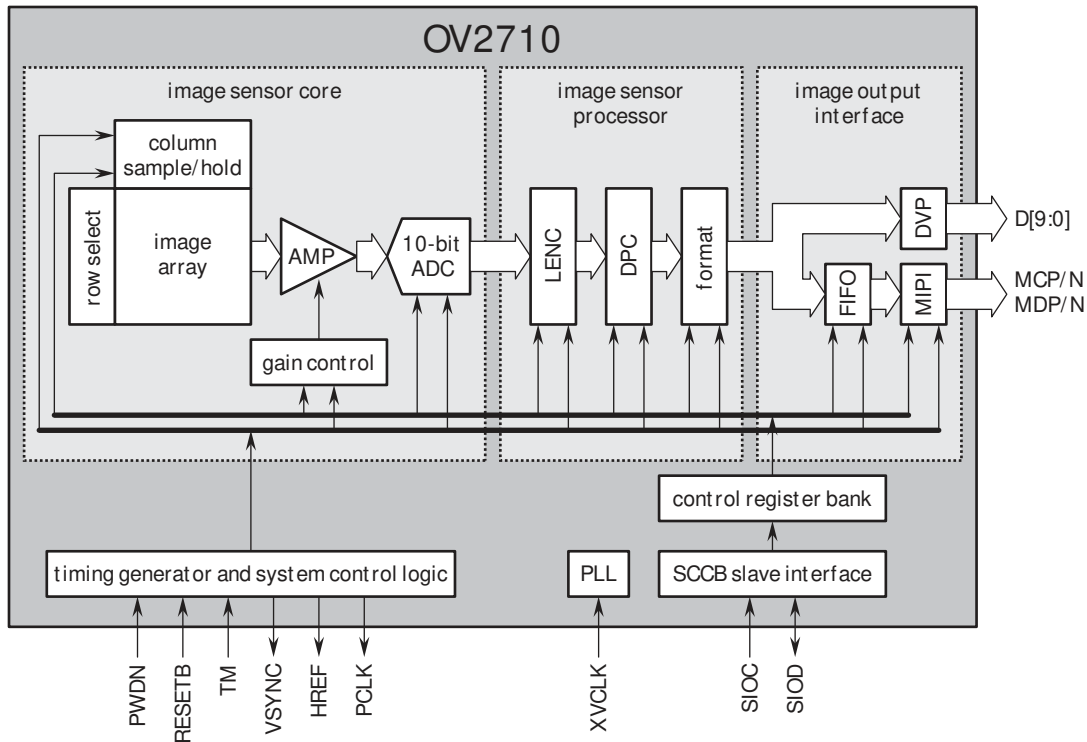 OV2710
image sensor core
image sensor
processor
image output
interface
column
sample/hold
row select
image
array
AMP
10-bit
ADC
gain control
LENC
DPC
format
DVP
FIFO
MIPI
D[9:0]
MCP/N
MDP/N
control register bank
timing generator and system control logic
PLL
SCCB slave interface
PWDN
RESETB
TM
VSYNC
HREF
PCLK
XVCLK
SIOC
SIOD